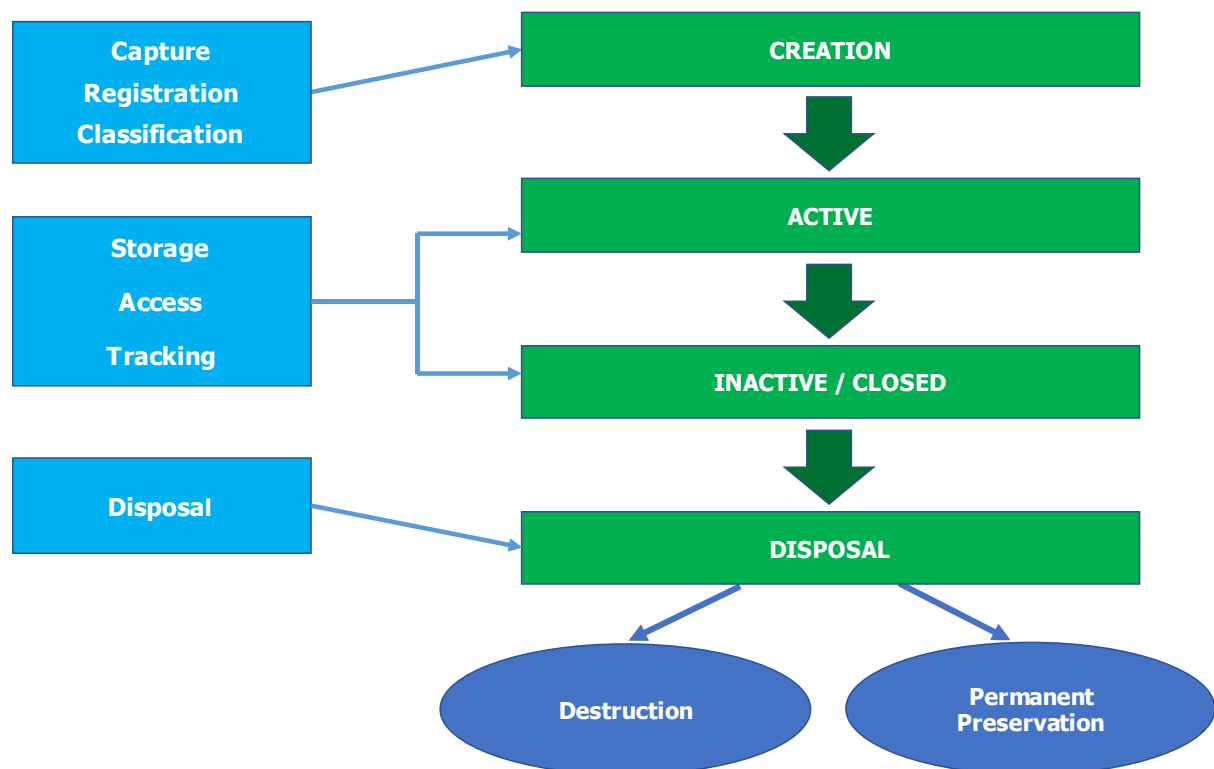 Capture
Registration
Classification
CREATION
ACTIVE
Storage
Access
Tracking
INACTIVE / CLOSED
Disposal
DISPOSAL
Destruction
Permanent
Preservation